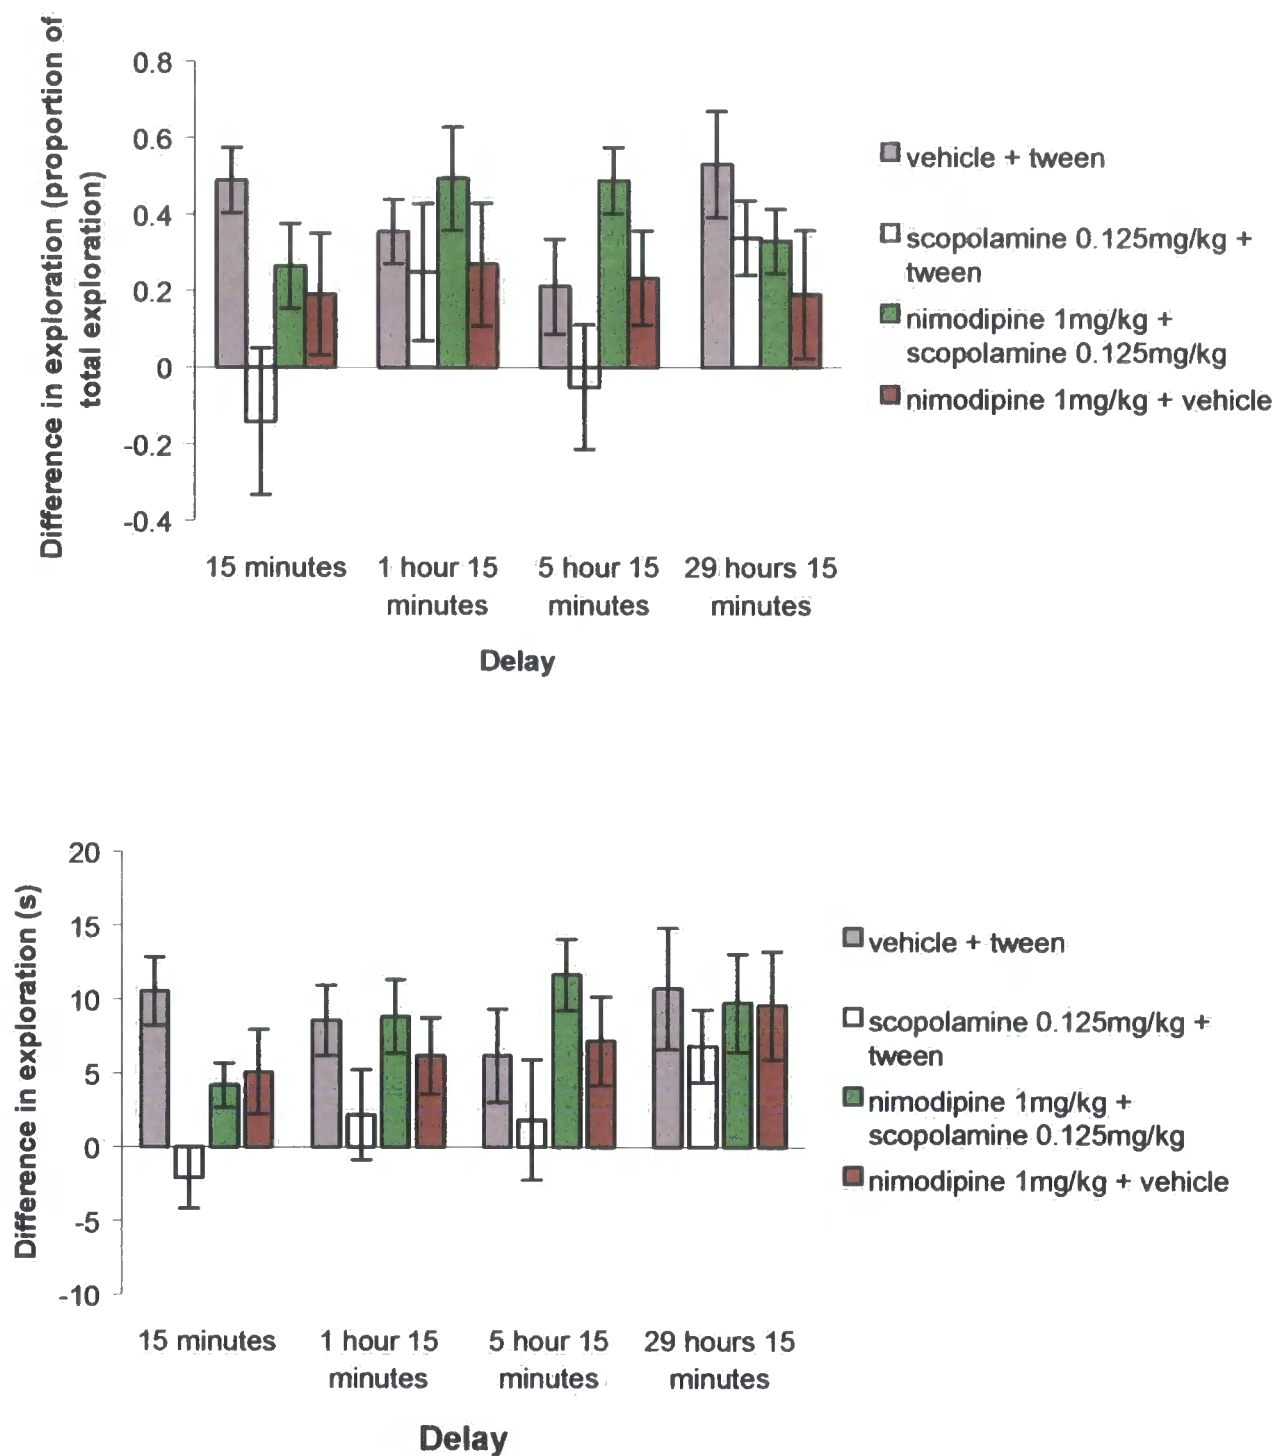 Difference in exploration (proportion of
total exploration)
0.8
0.6
0.4
0.2
0
-0.2
-0.4
15 minutes
1 hour 15
minutes
5 hour 15
minutes
29 hours 15
minutes
Delay
vehicle + tween
scopolamine 0.125mg/kg +
tween
nimodipine 1mg/kg +
scopolamine 0.125mg/kg
nimodipine 1mg/kg + vehicle
Difference in exploration (s)
20
15
10
5
0
-5
-10
15 minutes
1 hour 15
minutes
5 hour 15
minutes
29 hours 15
minutes
Delay
vehicle + tween
scopolamine 0.125mg/kg +
tween
nimodipine 1mg/kg +
scopolamine 0.125mg/kg
nimodipine 1mg/kg + vehicle